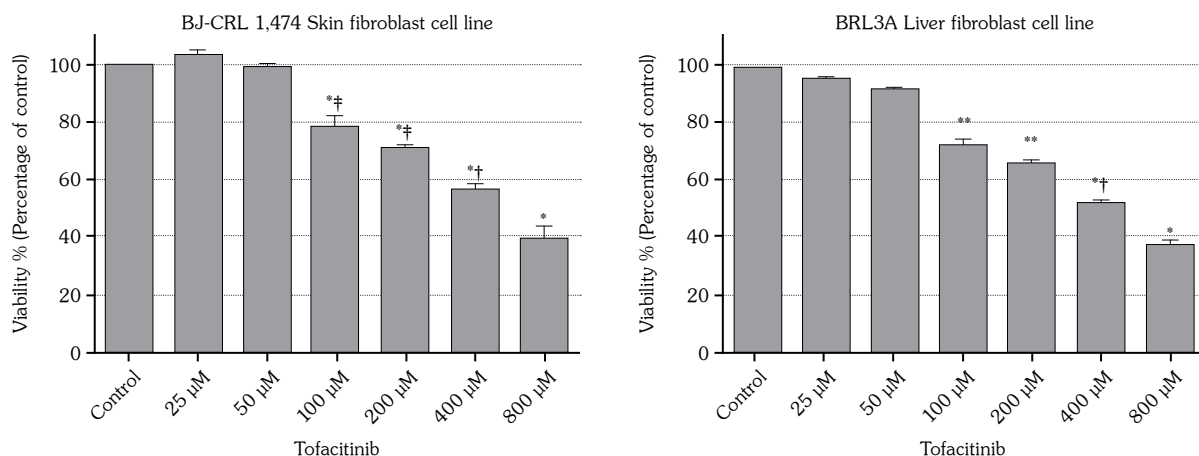 BJ-CRL 1,474 Skin fibroblast cell line
Viability % (Percentage of control)
100
80
60
40
20
0
*‡
*‡
*†
*
Control
25 µM
50 µM
100 µM
200 µM
400 µM
800 µM
Tofacitinib
BRL3A Liver fibroblast cell line
Viability % (Percentage of control)
100
80
60
40
20
0
**
**
*†
*
Control
25 µM
50 µM
100 µM
200 µM
400 µM
800 µM
Tofacitinib